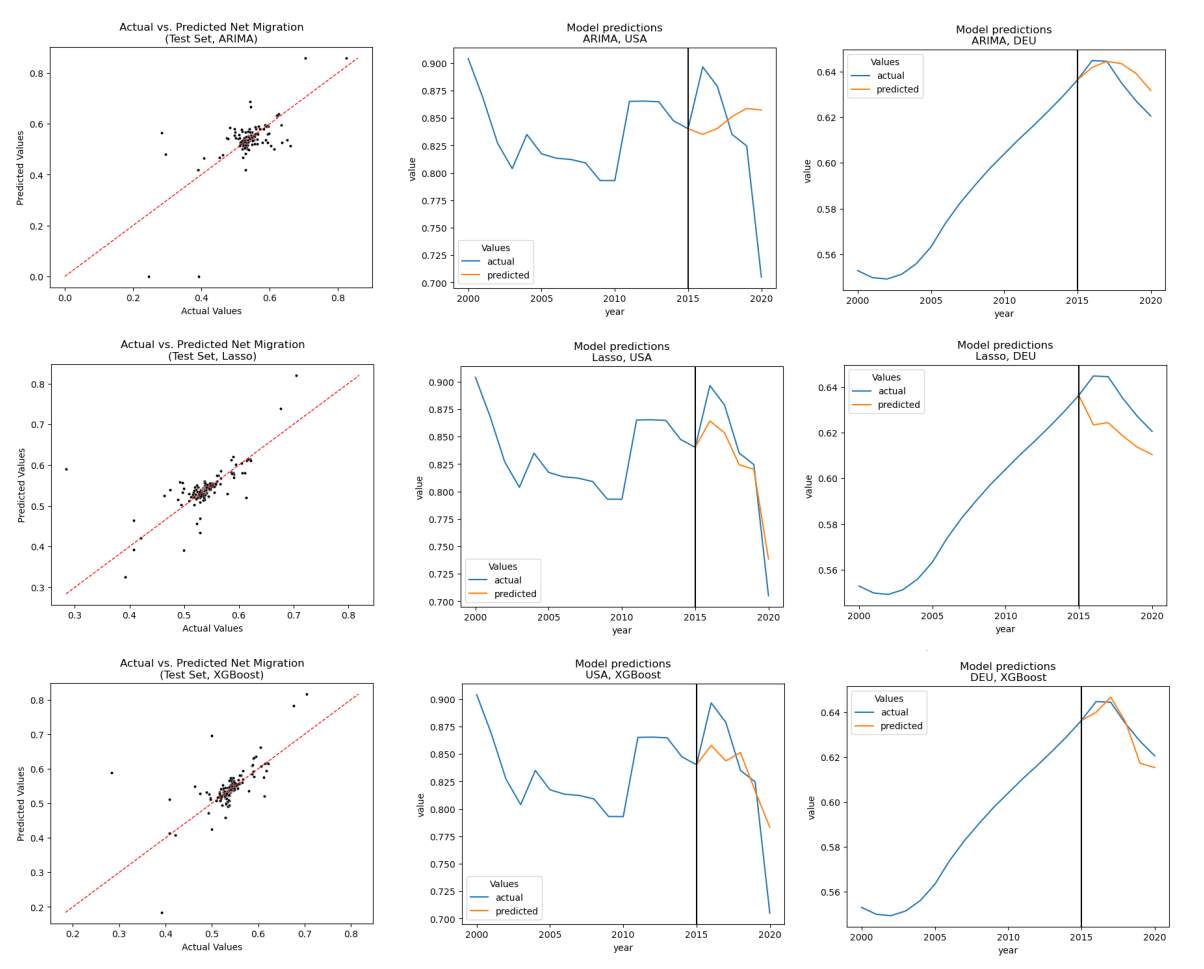 Actual vs. Predicted Net Migration
(Test Set, ARIMA)
0.8
0.6
0.4
0.2
0.0
Predicted Values
0.0
0.2
0.4
0.6
0.8
Actual Values
Model predictions
ARIMA, USA
0.900
0.875
0.850
0.825
0.800
0.775
0.750
0.725
0.700
value
Values
actual
predicted
2000
2005
2010
2015
2020
year
Model predictions
ARIMA, DEU
Values
actual
predicted
0.64
0.62
0.60
0.58
0.56
value
2000
2005
2010
2015
2020
year
Actual vs. Predicted Net Migration
(Test Set, Lasso)
0.8
0.7
0.6
0.5
0.4
0.3
Predicted Values
0.3
0.4
0.5
0.6
0.7
0.8
Actual Values
Model predictions
Lasso, USA
0.900
0.875
0.850
0.825
0.800
0.775
0.750
0.725
0.700
value
Values
actual
predicted
2000
2005
2010
2015
2020
year
Model predictions
Lasso, DEU
Values
actual
predicted
0.64
0.62
0.60
0.58
0.56
value
2000
2005
2010
2015
2020
year
Actual vs. Predicted Net Migration
(Test Set, XGBoost)
0.8
0.7
0.6
0.5
0.4
0.3
0.2
Predicted Values
0.2
0.3
0.4
0.5
0.6
0.7
0.8
Actual Values
Model predictions
USA, XGBoost
0.900
0.875
0.850
0.825
0.800
0.775
0.750
0.725
0.700
value
Values
actual
predicted
2000
2005
2010
2015
2020
year
Model predictions
DEU, XGBoost
Values
actual
predicted
0.64
0.62
0.60
0.58
0.56
value
2000
2005
2010
2015
2020
year